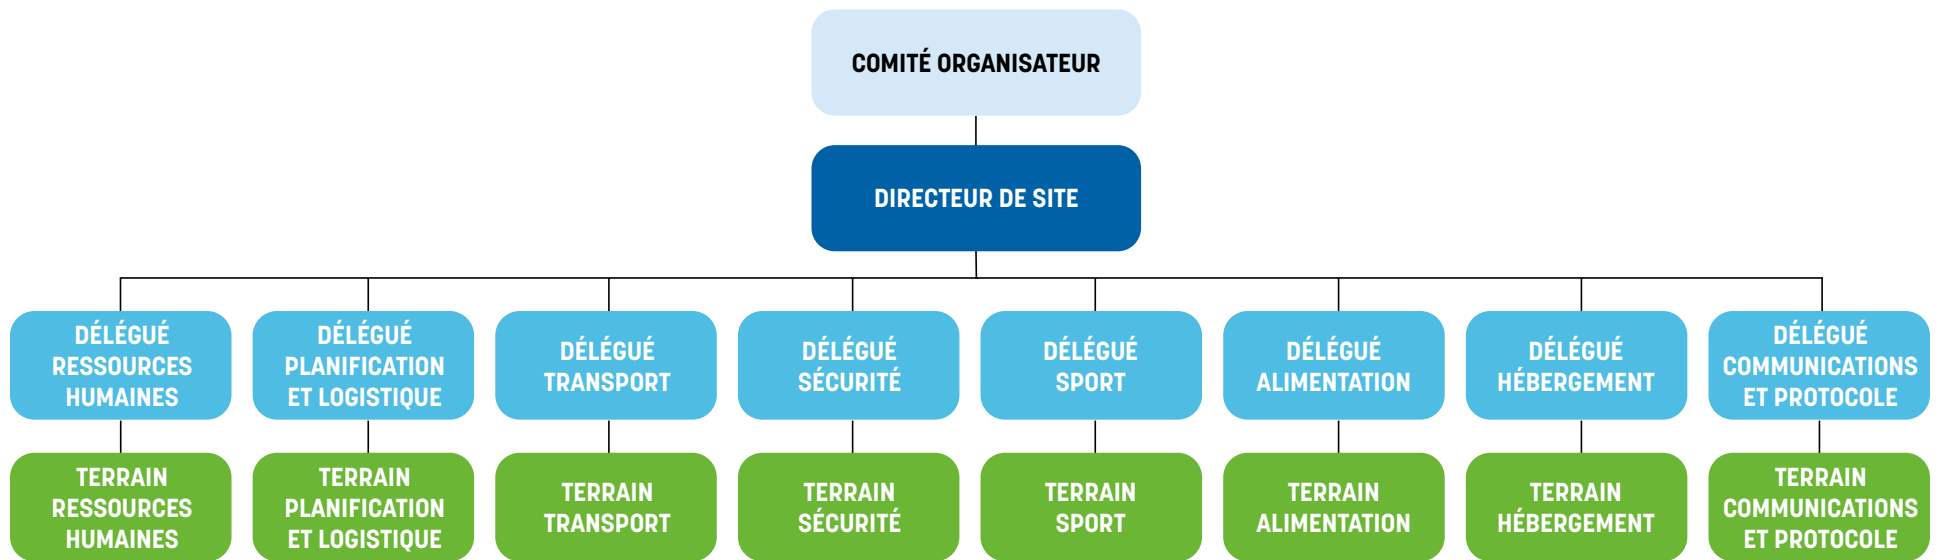 COMITÉ ORGANISATEUR
DIRECTEUR DE SITE
DÉLÉGUÉ
RESSOURCES
HUMAINES
DÉLÉGUÉ
PLANIFICATION
ET LOGISTIQUE
DÉLÉGUÉ
TRANSPORT
DÉLÉGUÉ
SÉCURITÉ
DÉLÉGUÉ
SPORT
DÉLÉGUÉ
ALIMENTATION
DÉLÉGUÉ
HÉBERGEMENT
DÉLÉGUÉ
COMMUNICATIONS
ET PROTOCOLE
TERRAIN
RESSOURCES
HUMAINES
TERRAIN
PLANIFICATION
ET LOGISTIQUE
TERRAIN
TRANSPORT
TERRAIN
SÉCURITÉ
TERRAIN
SPORT
TERRAIN
ALIMENTATION
TERRAIN
HÉBERGEMENT
TERRAIN
COMMUNICATIONS
ET PROTOCOLE